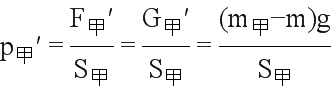 p甲′ = F甲′/S甲 = G甲′/S甲 = (m甲–m)g/S甲